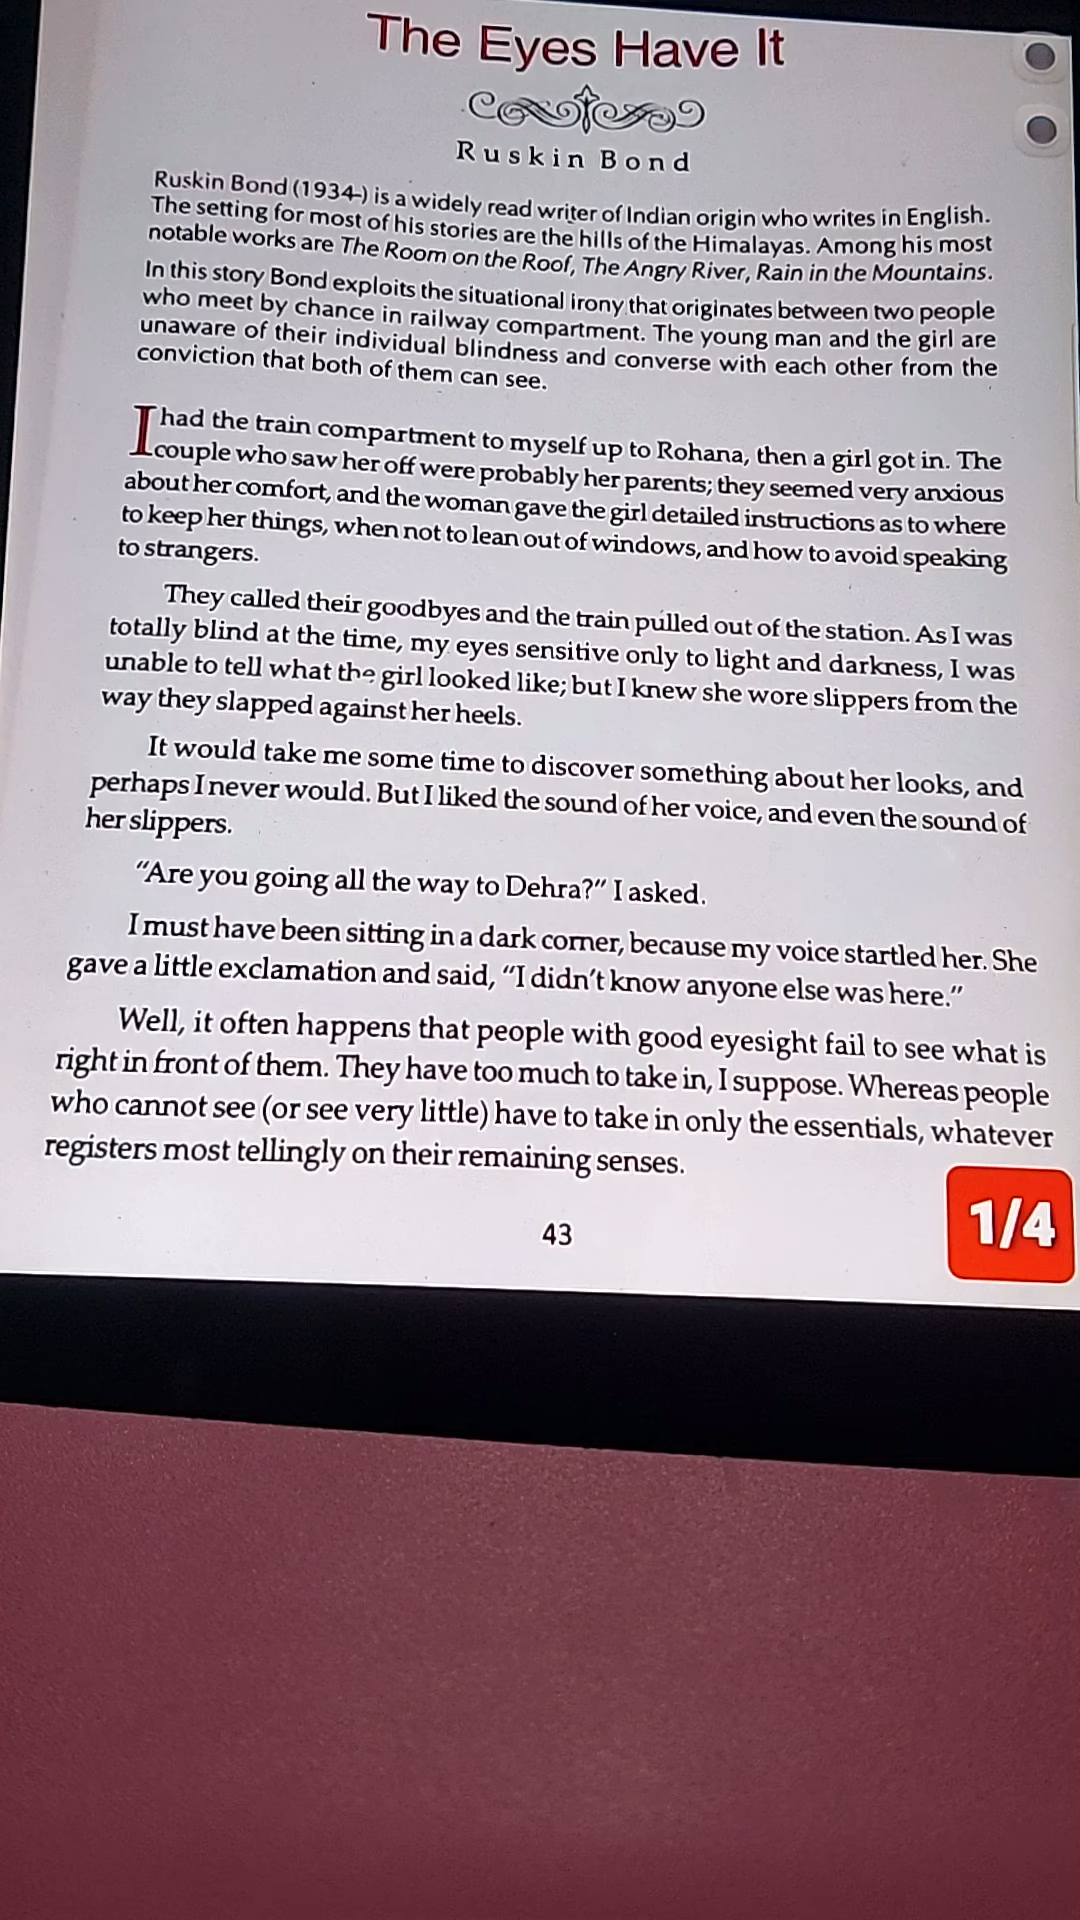 The Eyes Have It
Ruskin Bond
Ruskin Bond (1934-) is a widely read writer of Indian origin who writes in English.
The setting for most of his stories are the hills of the Himalayas. Among his most
notable works are The Room on the Roof, The Angry River, Rain in the Mountains.
In this story Bond exploits the situational irony that originates between two people
who meet by chance in railway compartment. The young man and the girl are
unaware of their individual blindness and converse with each other from the
conviction that both of them can see.
I had the train compartment to myself up to Rohana, then a girl got in. The
couple who saw her off were probably her parents; they seemed very anxious
about her comfort, and the woman gave the girl detailed instructions as to where
to keep her things, when not to lean out of windows, and how to avoid speaking
to strangers.
They called their goodbyes and the train pulled out of the station. As I was
totally blind at the time, my eyes sensitive only to light and darkness, I was
unable to tell what the girl looked like; but I knew she wore slippers from the
way they slapped against her heels.
It would take me some time to discover something about her looks, and
perhaps I never would. But I liked the sound of her voice, and even the sound of
her slippers.
"Are you going all the way to Dehra?" I asked.
I must have been sitting in a dark corner, because my voice startled her. She
gave a little exclamation and said, "I didn't know anyone else was here."
Well, it often happens that people with good eyesight fail to see what is
right in front of them. They have too much to take in, I suppose. Whereas people
who cannot see (or see very little) have to take in only the essentials, whatever
registers most tellingly on their remaining senses.
43
1/4